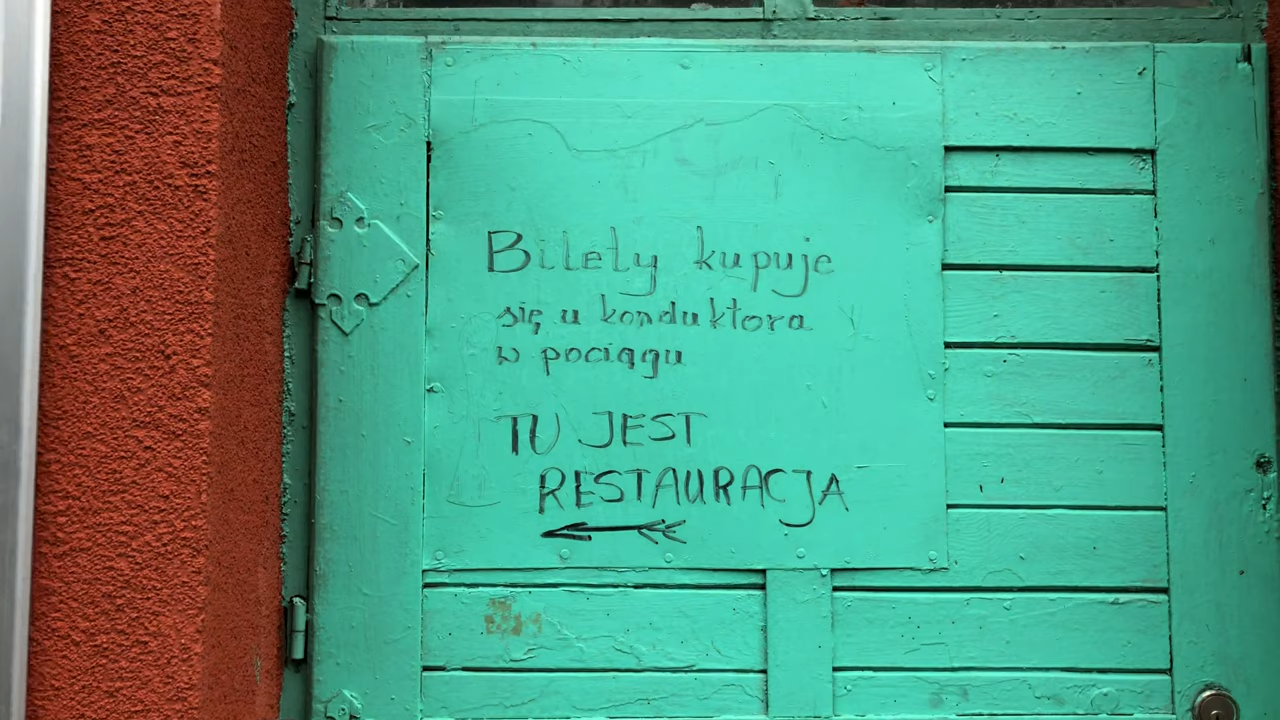 Bilety kupuje
się u konduktora
w pociągu
TU JEST
RESTAURACJA